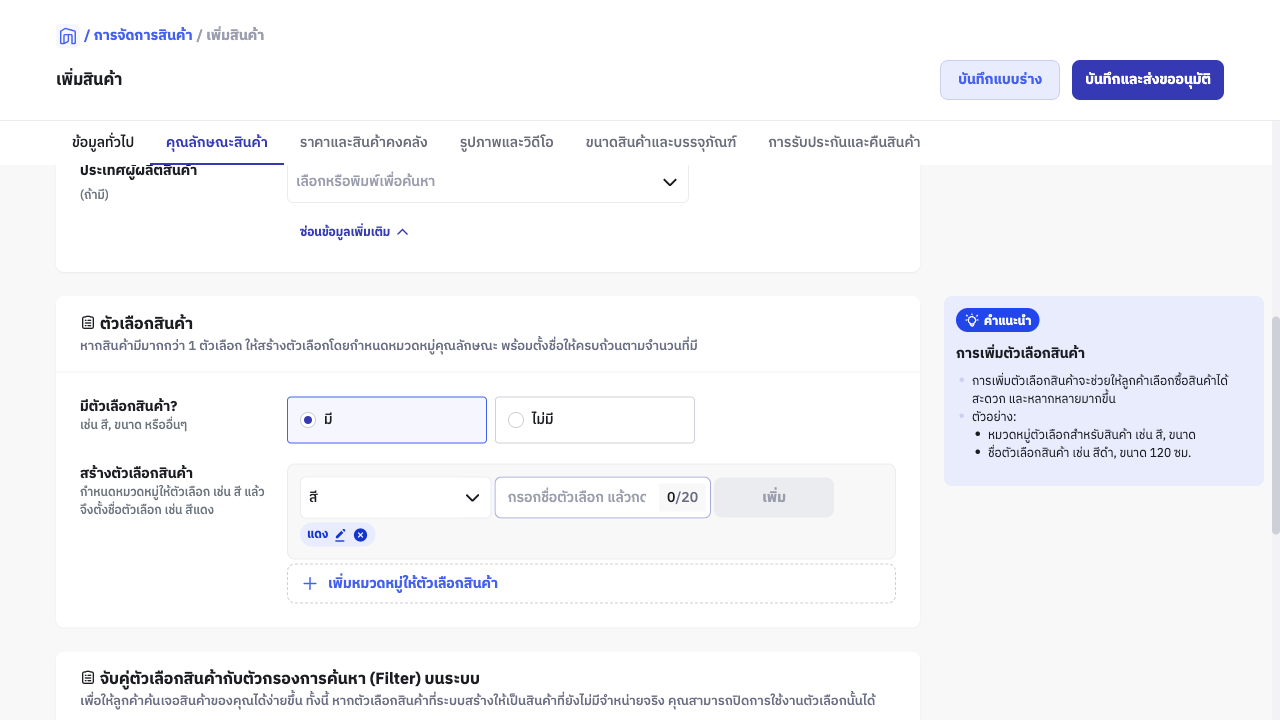 / การจัดการสินค้า / เพิ่มสินค้า
เพิ่มสินค้า
บันทึกแบบร่าง
บันทึกและส่งขออนุมัติ
ข้อมูลทั่วไป
คุณลักษณะสินค้า
ราคาและสินค้าคงคลัง
รูปภาพและวิดีโอ
ขนาดสินค้าและบรรจุภัณฑ์
การรับประกันและคืนสินค้า
ประเทศผู้ผลิตสินค้า
(ถ้ามี)
เลือกหรือพิมพ์เพื่อค้นหา
ซ่อนข้อมูลเพิ่มเติม
ตัวเลือกสินค้า
หากสินค้ามีมากกว่า 1 ตัวเลือก ให้สร้างตัวเลือกโดยกำหนดหมวดหมู่คุณลักษณะ พร้อมตั้งชื่อให้ครบถ้วนตามจำนวนที่มี
มีตัวเลือกสินค้า?
เช่น สี, ขนาด หรืออื่นๆ
มี
ไม่มี
สร้างตัวเลือกสินค้า
กำหนดหมวดหมู่ให้ตัวเลือก เช่น สี แล้ว
จึงตั้งชื่อตัวเลือก เช่น สีแดง
สี
กรอกชื่อตัวเลือก แล้วกด
0/20
เพิ่ม
แดง
เพิ่มหมวดหมู่ให้ตัวเลือกสินค้า
คำแนะนำ
การเพิ่มตัวเลือกสินค้า
การเพิ่มตัวเลือกสินค้าจะช่วยให้ลูกค้าเลือกซื้อสินค้าได้
สะดวก และหลากหลายมากขึ้น
ตัวอย่าง:
หมวดหมู่ตัวเลือกสำหรับสินค้า เช่น สี, ขนาด
ชื่อตัวเลือกสินค้า เช่น สีดำ, ขนาด 120 ซม.
จับคู่ตัวเลือกสินค้ากับตัวกรองการค้นหา (Filter) บนระบบ
เพื่อให้ลูกค้าค้นเจอสินค้าของคุณได้ง่ายขึ้น ทั้งนี้ หากตัวเลือกสินค้าที่ระบบสร้างให้เป็นสินค้าที่ยังไม่มีจำหน่ายจริง คุณสามารถปิดการใช้งานตัวเลือกนั้นได้